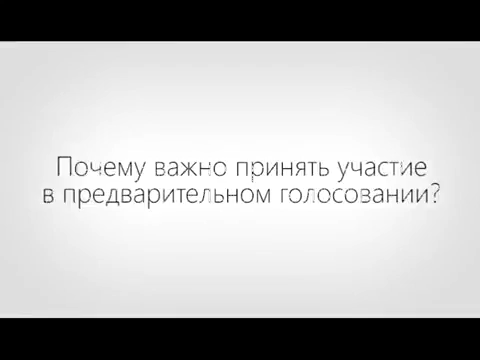 Почему важно принять участие
в предварительном голосовании?